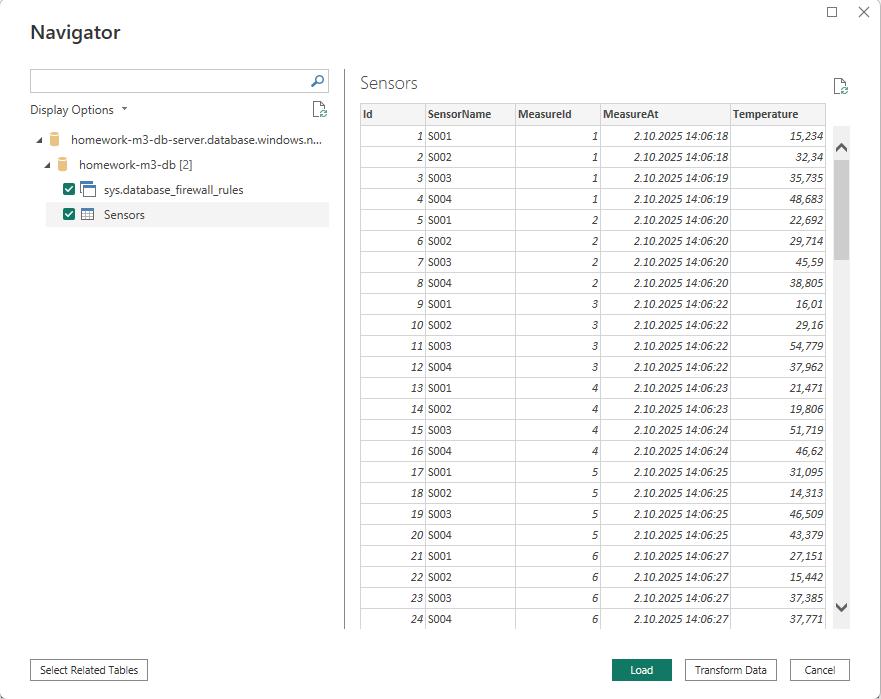 Navigator
Display Options
homework-m3-db-server.database.windows.n...
homework-m3-db [2]
sys.database_firewall_rules
Sensors
Sensors
Id SensorName MeasureId MeasureAt Temperature
1 S001 1 2.10.2025 14:06:18 15,234
2 S002 1 2.10.2025 14:06:18 32,34
3 S003 1 2.10.2025 14:06:19 35,735
4 S004 1 2.10.2025 14:06:19 48,683
5 S001 2 2.10.2025 14:06:20 22,692
6 S002 2 2.10.2025 14:06:20 29,714
7 S003 2 2.10.2025 14:06:20 45,59
8 S004 2 2.10.2025 14:06:20 38,805
9 S001 3 2.10.2025 14:06:22 16,01
10 S002 3 2.10.2025 14:06:22 29,16
11 S003 3 2.10.2025 14:06:22 54,779
12 S004 3 2.10.2025 14:06:22 37,962
13 S001 4 2.10.2025 14:06:23 21,471
14 S002 4 2.10.2025 14:06:23 19,806
15 S003 4 2.10.2025 14:06:24 51,719
16 S004 4 2.10.2025 14:06:24 46,62
17 S001 5 2.10.2025 14:06:25 31,095
18 S002 5 2.10.2025 14:06:25 14,313
19 S003 5 2.10.2025 14:06:25 46,509
20 S004 5 2.10.2025 14:06:25 43,379
21 S001 6 2.10.2025 14:06:27 27,151
22 S002 6 2.10.2025 14:06:27 15,442
23 S003 6 2.10.2025 14:06:27 37,385
24 S004 6 2.10.2025 14:06:27 37,771
Select Related Tables
Load
Transform Data
Cancel